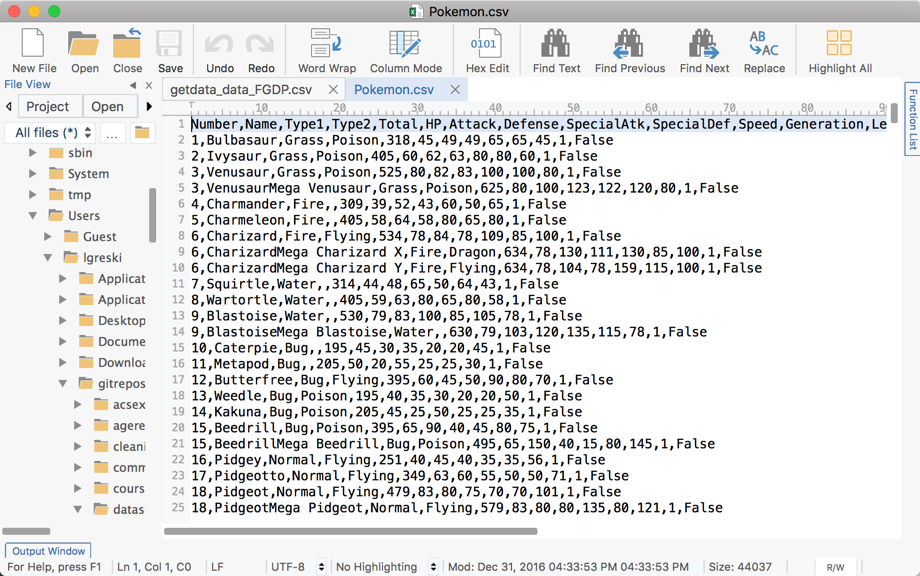 Pokemon.csv
New File Open Close Save Undo Redo Word Wrap Column Mode 0101 Hex Edit Find Text Find Previous Find Next AB AC Replace Highlight All
File View
Project Open
All files (*) ...
sbin
System
tmp
Users
Guest
lgreski
Applicat
Applicat
Desktop
Docume
Downloa
gitrepos
acsex
agere
cleani
comm
cours
datas
getdata_data_FGDP.csv Pokemon.csv
10 20 30 40 50 60 70 80 9
1 Number,Name,Type1,Type2,Total,HP,Attack,Defense,SpecialAtk,SpecialDef,Speed,Generation,Le
2 1,Bulbasaur,Grass,Poison,318,45,49,49,65,65,45,1,False
3 2,Ivysaur,Grass,Poison,405,60,62,63,80,80,60,1,False
4 3,Venusaur,Grass,Poison,525,80,82,83,100,100,80,1,False
5 3,VenusaurMega Venusaur,Grass,Poison,625,80,100,123,122,120,80,1,False
6 4,Charmander,Fire,,309,39,52,43,60,50,65,1,False
7 5,Charmeleon,Fire,,405,58,64,58,80,65,80,1,False
8 6,Charizard,Fire,Flying,534,78,84,78,109,85,100,1,False
9 6,CharizardMega Charizard X,Fire,Dragon,634,78,130,111,130,85,100,1,False
10 6,CharizardMega Charizard Y,Fire,Flying,634,78,104,78,159,115,100,1,False
11 7,Squirtle,Water,,314,44,48,65,50,64,43,1,False
12 8,Wartortle,Water,,405,59,63,80,65,80,58,1,False
13 9,Blastoise,Water,,530,79,83,100,85,105,78,1,False
14 9,BlastoiseMega Blastoise,Water,,630,79,103,120,135,115,78,1,False
15 10,Caterpie,Bug,,195,45,30,35,20,20,45,1,False
16 11,Metapod,Bug,,205,50,20,55,25,25,30,1,False
17 12,Butterfree,Bug,Flying,395,60,45,50,90,80,70,1,False
18 13,Weedle,Bug,Poison,195,40,35,30,20,20,50,1,False
19 14,Kakuna,Bug,Poison,205,45,25,50,25,25,35,1,False
20 15,Beedrill,Bug,Poison,395,65,90,40,45,80,75,1,False
21 15,BeedrillMega Beedrill,Bug,Poison,495,65,150,40,15,80,145,1,False
22 16,Pidgey,Normal,Flying,251,40,45,40,35,35,56,1,False
23 17,Pidgeotto,Normal,Flying,349,63,60,55,50,50,71,1,False
24 18,Pidgeot,Normal,Flying,479,83,80,75,70,70,101,1,False
25 18,PidgeotMega Pidgeot,Normal,Flying,579,83,80,80,135,80,121,1,False
Function List
Output Window
For Help, press F1 Ln 1, Col 1, C0 LF UTF-8 No Highlighting Mod: Dec 31, 2016 04:33:53 PM 04:33:53 PM Size: 44037 R/W